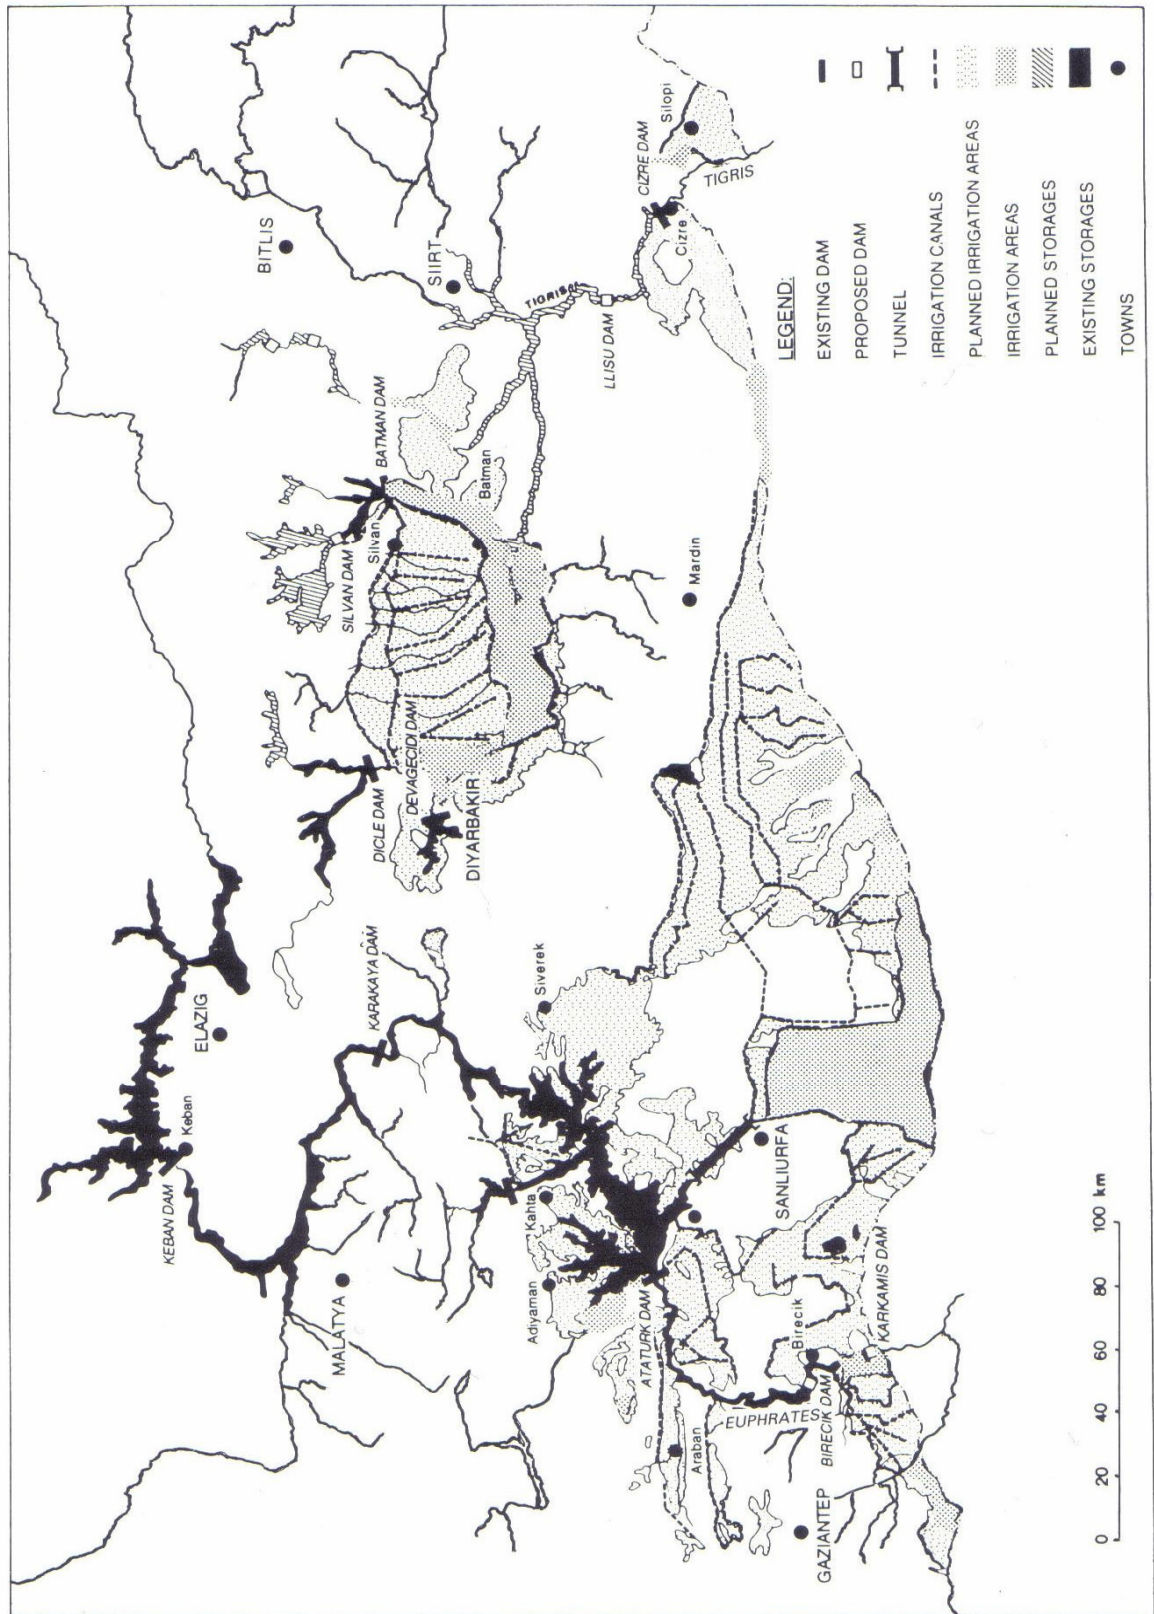 KEBAN DAM
Keban
ELAZIG
MALATYA
KARAKAYA DAM
BITLIS
SIIRT
BATMAN DAM
SILVAN DAM
Silvan
Batman
DICLE DAM
DEVAGECIDI DAM
DIYARBAKIR
TIGRIS
LLISU DAM
CIZRE DAM
Cizre
Silopi
TIGRIS
Mardin
Siverek
Adiyaman
Kahta
ATATURK DAM
Araban
SANLIURFA
EUPHRATES
Birecik
BIRECIK DAM
KARKAMIS DAM
GAZIANTEP
LEGEND:
EXISTING DAM
PROPOSED DAM
TUNNEL
IRRIGATION CANALS
PLANNED IRRIGATION AREAS
IRRIGATION AREAS
PLANNED STORAGES
EXISTING STORAGES
TOWNS
0 20 40 60 80 100 km